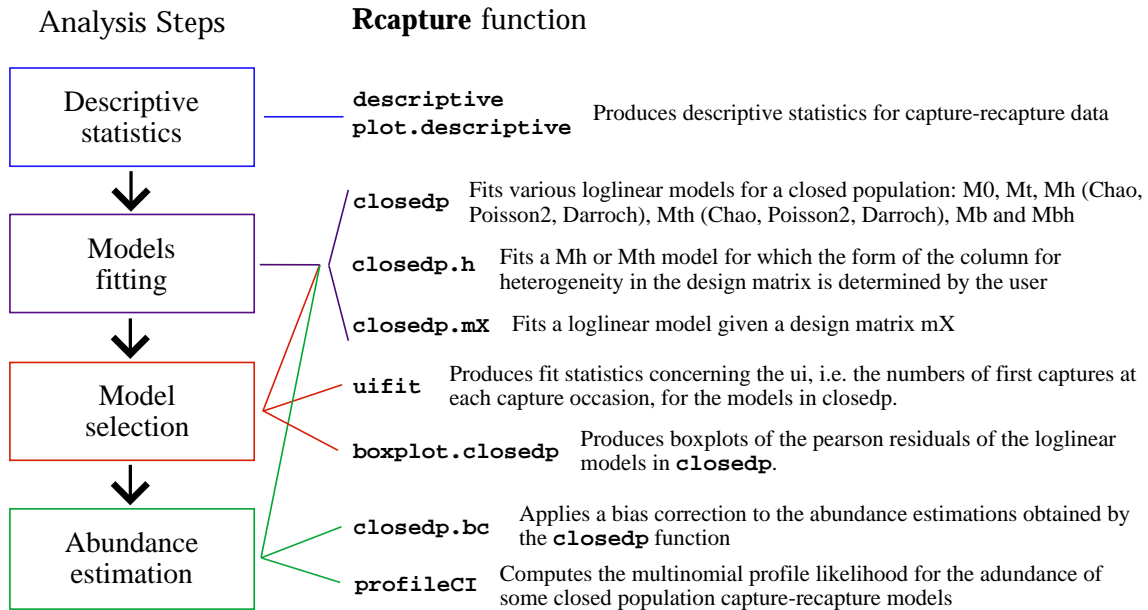 Analysis Steps
Rcapture function
Descriptive
statistics
descriptive
plot.descriptive
Produces descriptive statistics for capture-recapture data
Models
fitting
closedp
Fits various loglinear models for a closed population: M0, Mt, Mh (Chao,
Poisson2, Darroch), Mth (Chao, Poisson2, Darroch), Mb and Mbh
closedp.h
Fits a Mh or Mth model for which the form of the column for
heterogeneity in the design matrix is determined by the user
closedp.mX
Fits a loglinear model given a design matrix mX
Model
selection
uifit
Produces fit statistics concerning the ui, i.e. the numbers of first captures at
each capture occasion, for the models in closedp.
boxplot.closedp
Produces boxplots of the pearson residuals of the loglinear
models in closedp.
Abundance
estimation
closedp.bc
Applies a bias correction to the abundance estimations obtained by
the closedp function
profileCI
Computes the multinomial profile likelihood for the adundance of
some closed population capture-recapture models